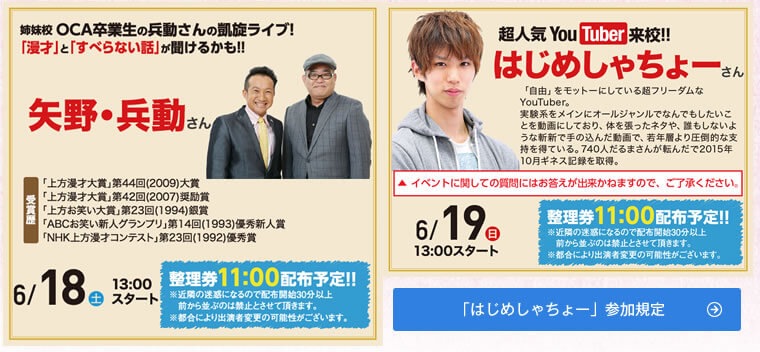 姉妹校 OCA卒業生の兵動さんの凱旋ライブ!
「漫才」と「すべらない話」が聞けるかも!!
矢野・兵動さん
受賞歴
「上方漫才大賞」第44回(2009)大賞
「上方漫才大賞」第42回(2007)奨励賞
「上方お笑い大賞」第23回(1994)銀賞
「ABCお笑い新人グランプリ」第14回(1993)優秀新人賞
「NHK上方漫才コンテスト」第23回(1992)優秀賞
6/18土
13:00
スタート
整理券11:00配布予定!!
※近隣の迷惑になるので配布開始30分以上
前から並ぶのは禁止とさせて頂きます。
※都合により出演者変更の可能性がございます。
超人気 You Tuber 来校!!
はじめしゃちょーさん
「自由」をモットーにしている超フリーダムな
YouTuber。
実験系をメインにオールジャンルでなんでもしたいこ
とを動画にしており、体を張ったネタや、誰もしないよ
うな斬新で手の込んだ動画で、若年層より圧倒的な支
持を得ている。740人だるまさんが転んだで2015年
10月ギネス記録を取得。
▲ イベントに関しての質問にはお答えが出来かねますので、ご了承ください。
6/19日
13:00スタート
整理券11:00配布予定!!
※近隣の迷惑になるので配布開始30分以上
前から並ぶのは禁止とさせて頂きます。
※都合により出演者変更の可能性がございます。
「はじめしゃちょー」参加規定